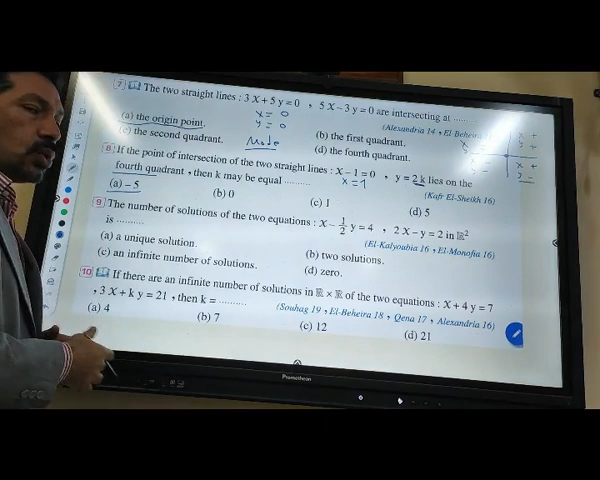 7 The two straight lines : 3 X + 5 y = 0 , 5 X − 3 y = 0 are intersecting at ......
(Alexandria 14 , El-Beheira
x = 0
y = 0
(a) the origin point.
(b) the first quadrant.
(c) the second quadrant.
(d) the fourth quadrant.
Mode
x +
y +
x +
y −
8 If the point of intersection of the two straight lines : X − 1 = 0 , y = 2 k lies on the
fourth quadrant , then k may be equal ..........
x = 1
(Kafr El-Sheikh 16)
(a) − 5
(b) 0
(c) 1
(d) 5
9 The number of solutions of the two equations : X − 1/2 y = 4 , 2 X − y = 2 in ℝ²
is ..........
(El-Kalyoubia 16 , El-Monofia 16)
(a) a unique solution.
(b) two solutions.
(c) an infinite number of solutions.
(d) zero.
10 If there are an infinite number of solutions in ℝ × ℝ of the two equations : X + 4 y = 7
, 3 X + k y = 21 , then k = ..........
(Souhag 19 , El-Beheira 18 , Qena 17 , Alexandria 16)
(a) 4
(b) 7
(c) 12
(d) 21
Promethean